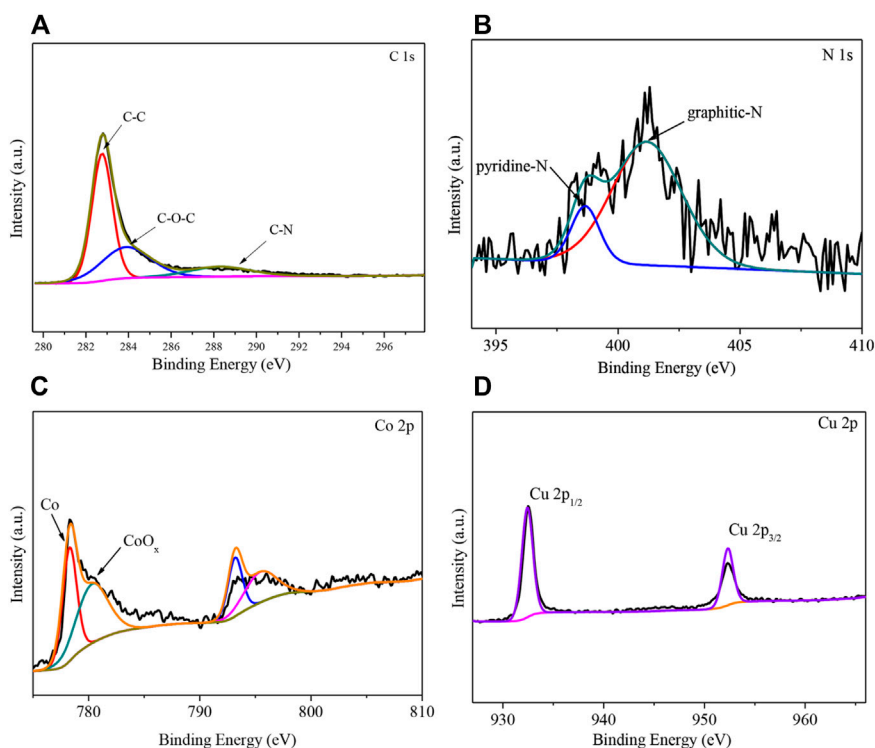 A
C 1s
C-C
C-O-C
C-N
Intensity (a.u.)
280 282 284 286 288 290 292 294 296
Binding Energy (eV)
B
N 1s
graphitic-N
pyridine-N
Intensity (a.u.)
395 400 405 410
Binding Energy (eV)
C
Co 2p
Co
CoOₓ
Intensity (a.u.)
780 790 800 810
Binding Energy (eV)
D
Cu 2p
Cu 2p₁/₂
Cu 2p₃/₂
Intensity (a.u.)
930 940 950 960
Binding Energy (eV)